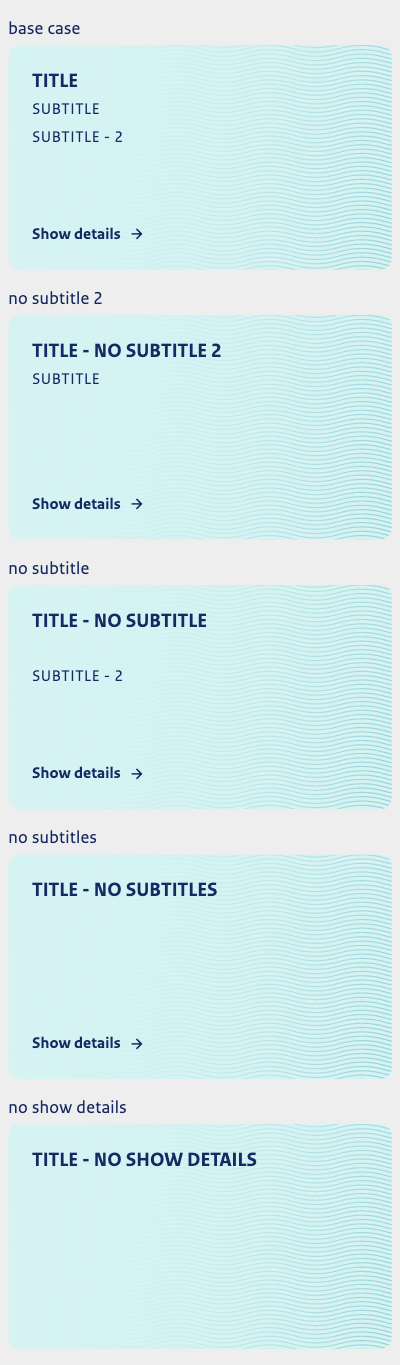 base case
TITLE
SUBTITLE
SUBTITLE - 2
Show details →
no subtitle 2
TITLE - NO SUBTITLE 2
SUBTITLE
Show details →
no subtitle
TITLE - NO SUBTITLE
SUBTITLE - 2
Show details →
no subtitles
TITLE - NO SUBTITLES
Show details →
no show details
TITLE - NO SHOW DETAILS